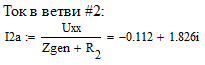 Ток в ветви #2:
I2a := Uxx / (Zgen + R₂) = −0.112 + 1.826i